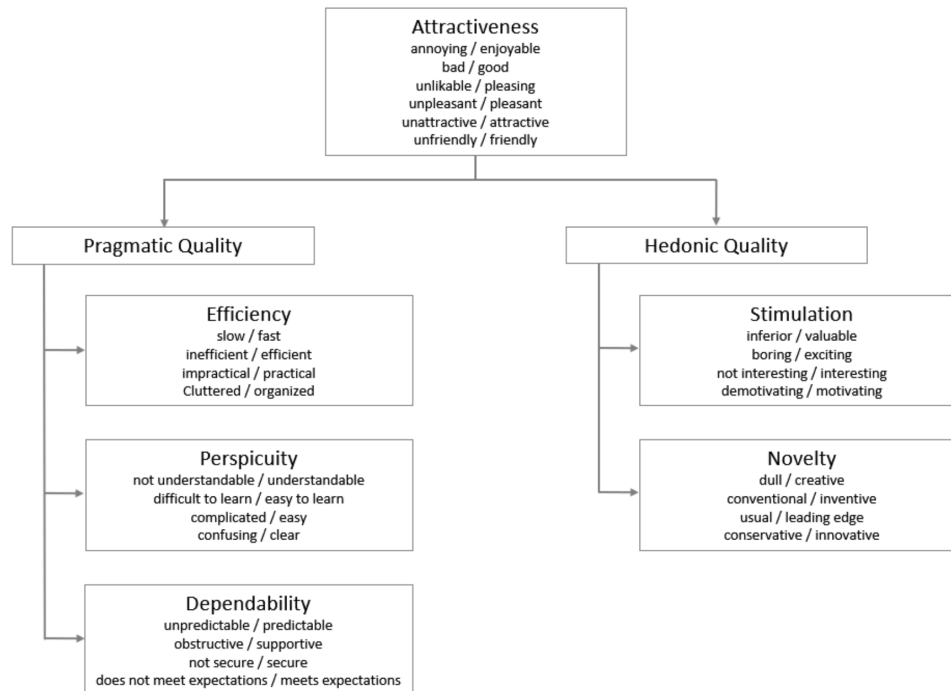 Attractiveness
annoying / enjoyable
bad / good
unlikable / pleasing
unpleasant / pleasant
unattractive / attractive
unfriendly / friendly
Pragmatic Quality
Efficiency
slow / fast
inefficient / efficient
impractical / practical
Cluttered / organized
Perspicuity
not understandable / understandable
difficult to learn / easy to learn
complicated / easy
confusing / clear
Dependability
unpredictable / predictable
obstructive / supportive
not secure / secure
does not meet expectations / meets expectations
Hedonic Quality
Stimulation
inferior / valuable
boring / exciting
not interesting / interesting
demotivating / motivating
Novelty
dull / creative
conventional / inventive
usual / leading edge
conservative / innovative